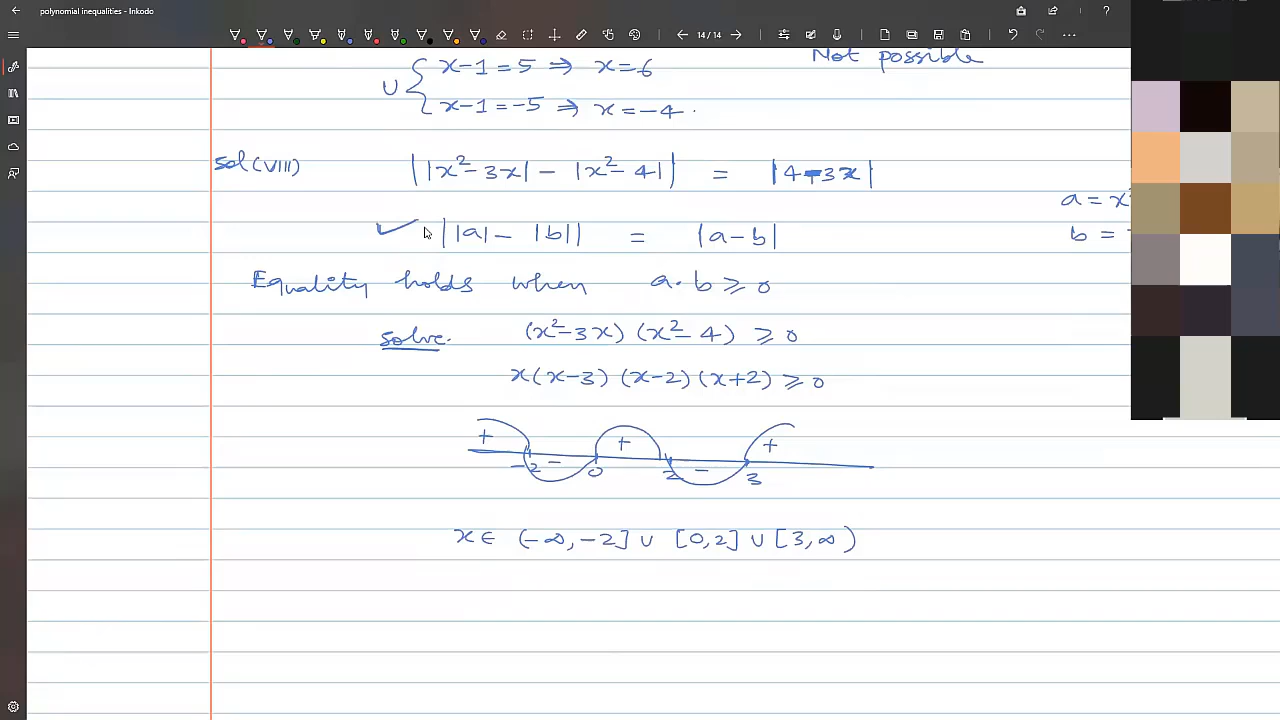 polynomial inequalities - Inkodo
14 / 14
x-1=5 ⇒ x=6
Not possible
∪
x-1=-5 ⇒ x=-4.
sol(VIII) ||x²-3x| - |x²-4|| = |4-3x|
a = x
||a| - |b|| = |a-b|
b =
Equality holds when a.b ≥ 0
solve. (x²-3x)(x²-4) ≥ 0
x(x-3)(x-2)(x+2) ≥ 0
+ + +
-2 - 0 2 - 3
x ∈ (-∞,-2] ∪ [0,2] ∪ [3,∞)